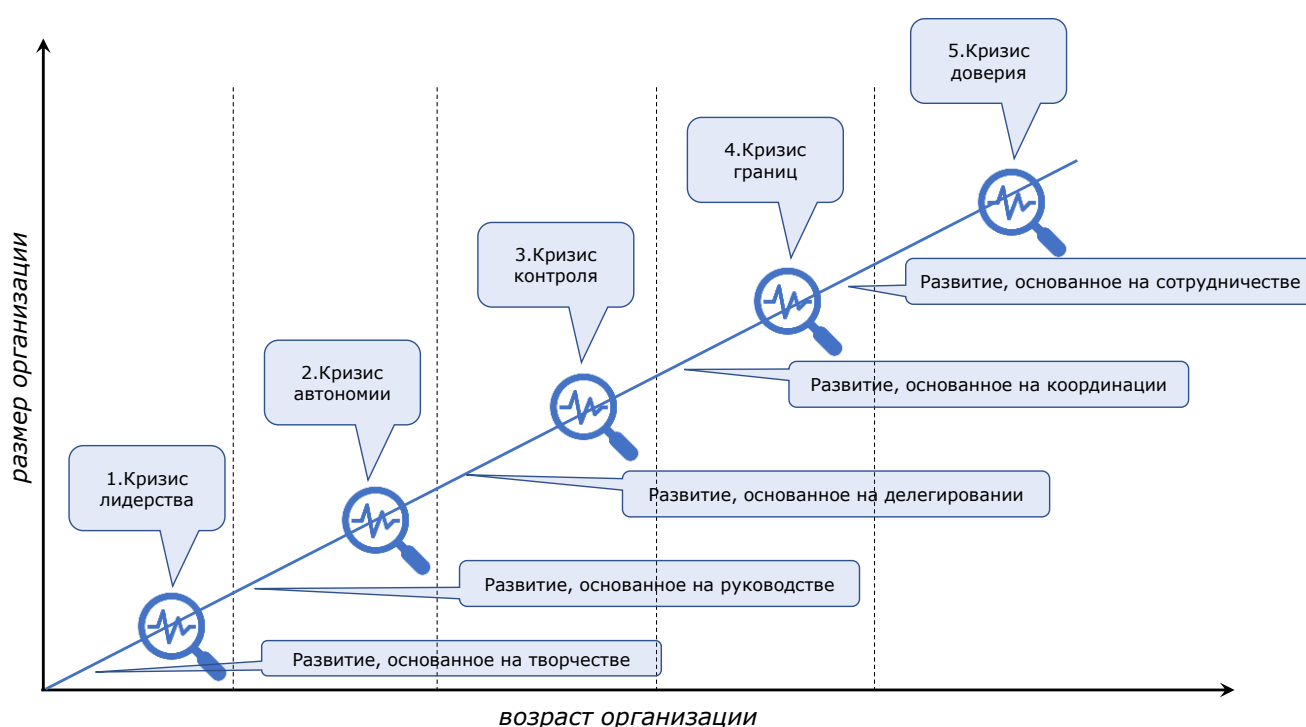 5.Кризис
доверия
4.Кризис
границ
3.Кризис
контроля
Развитие, основанное на сотрудничестве
2.Кризис
автономии
Развитие, основанное на координации
1.Кризис
лидерства
Развитие, основанное на делегировании
Развитие, основанное на руководстве
Развитие, основанное на творчестве
размер организации
возраст организации